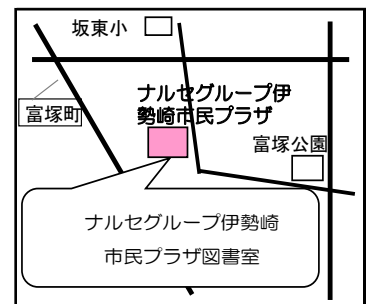 坂東小
ナルセグループ伊
勢崎市民プラザ
富塚町
富塚公園
ナルセグループ伊勢崎
市民プラザ図書室